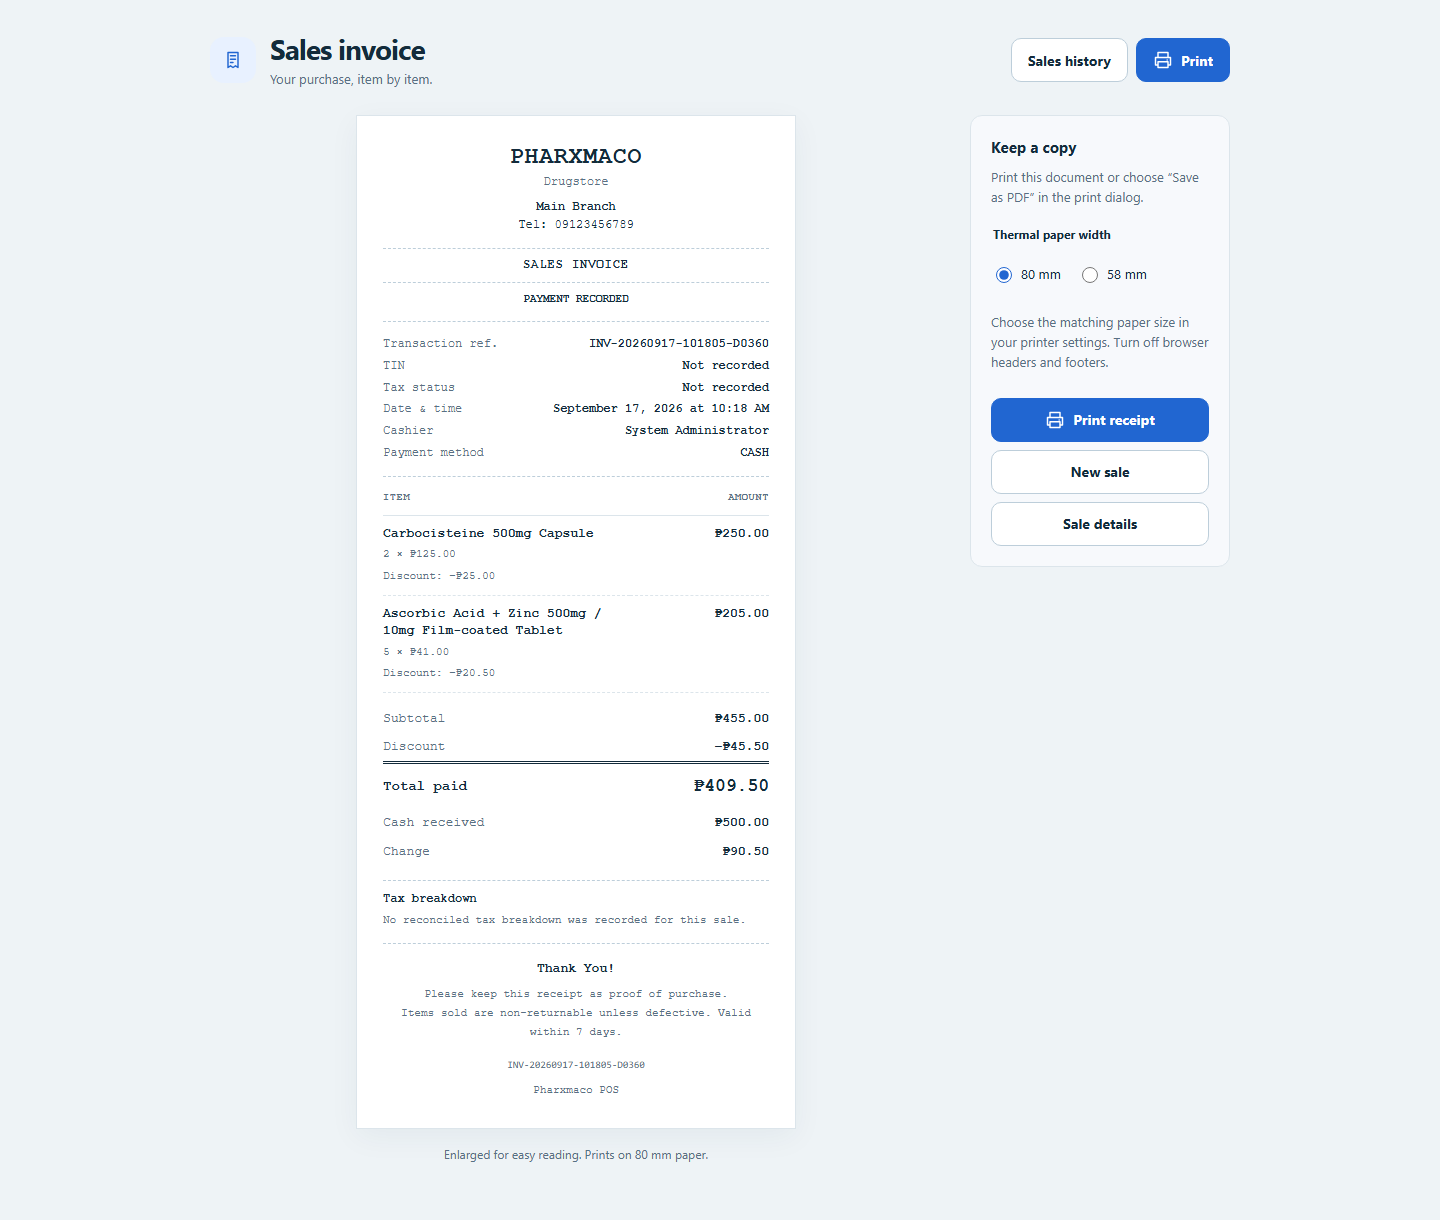 Sales invoice
Your purchase, item by item.
Sales history
Print
PHARXMACO
Drugstore
Main Branch
Tel: 09123456789
SALES INVOICE
PAYMENT RECORDED
Transaction ref. INV-20260917-101805-D0360
TIN Not recorded
Tax status Not recorded
Date & time September 17, 2026 at 10:18 AM
Cashier System Administrator
Payment method CASH
ITEM AMOUNT
Carbocisteine 500mg Capsule ₱250.00
2 × ₱125.00
Discount: −₱25.00
Ascorbic Acid + Zinc 500mg / ₱205.00
10mg Film-coated Tablet
5 × ₱41.00
Discount: −₱20.50
Subtotal ₱455.00
Discount −₱45.50
Total paid ₱409.50
Cash received ₱500.00
Change ₱90.50
Tax breakdown
No reconciled tax breakdown was recorded for this sale.
Thank You!
Please keep this receipt as proof of purchase.
Items sold are non-returnable unless defective. Valid
within 7 days.
INV-20260917-101805-D0360
Pharxmaco POS
Enlarged for easy reading. Prints on 80 mm paper.
Keep a copy
Print this document or choose “Save
as PDF” in the print dialog.
Thermal paper width
80 mm 58 mm
Choose the matching paper size in
your printer settings. Turn off browser
headers and footers.
Print receipt
New sale
Sale details